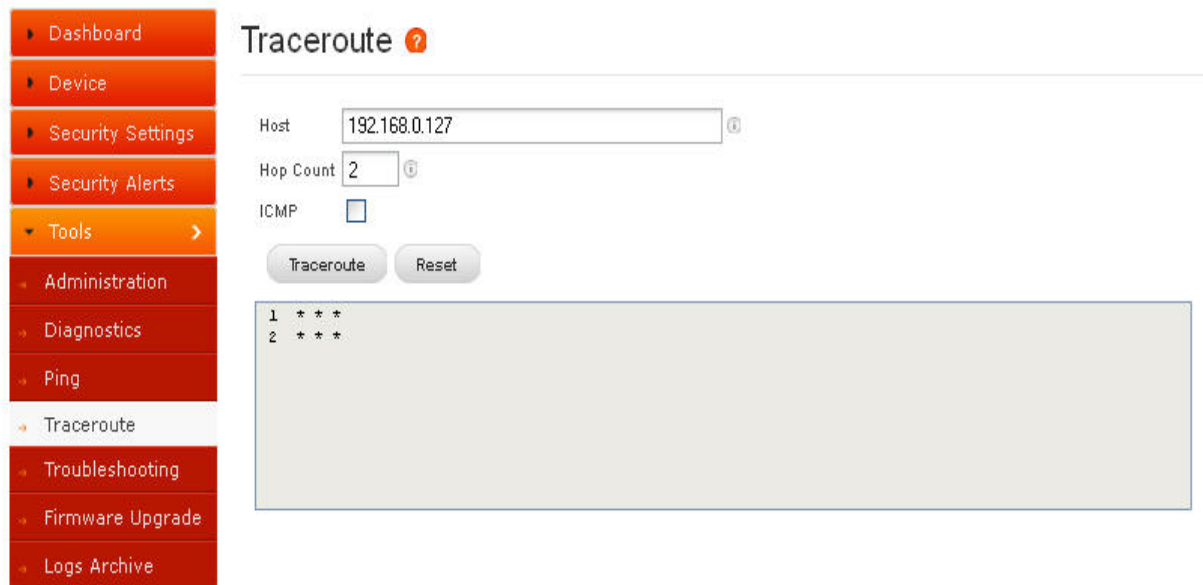 Dashboard
Device
Security Settings
Security Alerts
Tools
Administration
Diagnostics
Ping
Traceroute
Troubleshooting
Firmware Upgrade
Logs Archive
Traceroute ?
Host 192.168.0.127
Hop Count 2
ICMP
Traceroute Reset
1 * * *
2 * * *